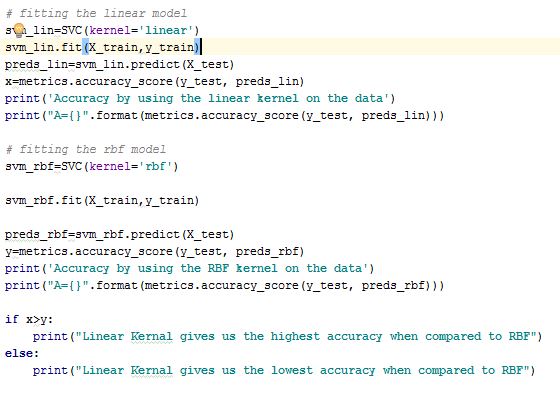 # fitting the linear model
svm_lin=SVC(kernel='linear')
svm_lin.fit(X_train,y_train)
preds_lin=svm_lin.predict(X_test)
x=metrics.accuracy_score(y_test, preds_lin)
print('Accuracy by using the linear kernel on the data')
print("A={}".format(metrics.accuracy_score(y_test, preds_lin)))
# fitting the rbf model
svm_rbf=SVC(kernel='rbf')
svm_rbf.fit(X_train,y_train)
preds_rbf=svm_rbf.predict(X_test)
y=metrics.accuracy_score(y_test, preds_rbf)
print('Accuracy by using the RBF kernel on the data')
print("A={}".format(metrics.accuracy_score(y_test, preds_rbf)))
if x>y:
    print("Linear Kernal gives us the highest accuracy when compared to RBF")
else:
    print("Linear Kernal gives us the lowest accuracy when compared to RBF")